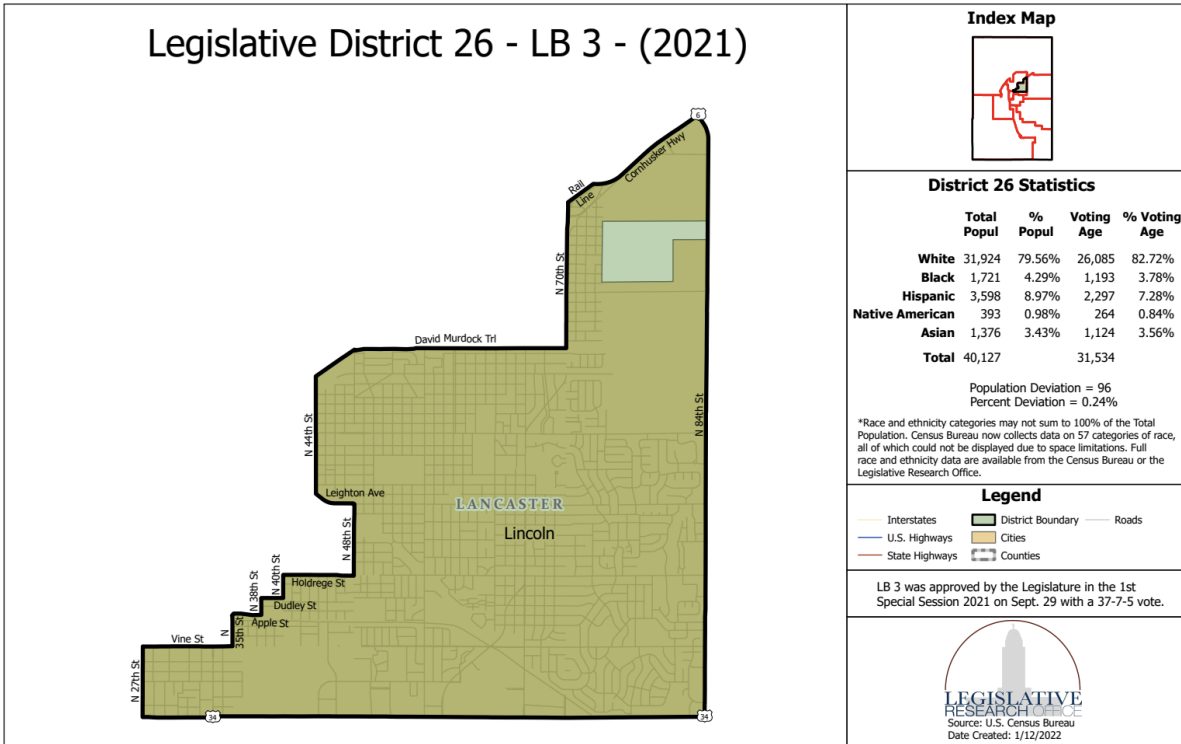 Legislative District 26 - LB 3 - (2021)
6
Cornhusker Hwy
Rail
Line
N 70th St
David Murdock Trl
N 84th St
N 44th St
Leighton Ave
LANCASTER
Lincoln
N 48th St
N 40th St
Holdrege St
N 38th St
Dudley St
Apple St
N
35th St
Vine St
N 27th St
34
34
Index Map
District 26 Statistics
Total % Voting % Voting
Popul Popul Age Age
White 31,924 79.56% 26,085 82.72%
Black 1,721 4.29% 1,193 3.78%
Hispanic 3,598 8.97% 2,297 7.28%
Native American 393 0.98% 264 0.84%
Asian 1,376 3.43% 1,124 3.56%
Total 40,127 31,534
Population Deviation = 96
Percent Deviation = 0.24%
*Race and ethnicity categories may not sum to 100% of the Total
Population. Census Bureau now collects data on 57 categories of race,
all of which could not be displayed due to space limitations. Full
race and ethnicity data are available from the Census Bureau or the
Legislative Research Office.
Legend
Interstates District Boundary Roads
U.S. Highways Cities
State Highways Counties
LB 3 was approved by the Legislature in the 1st
Special Session 2021 on Sept. 29 with a 37-7-5 vote.
LEGISLATIVE
RESEARCH OFFICE
Source: U.S. Census Bureau
Date Created: 1/12/2022